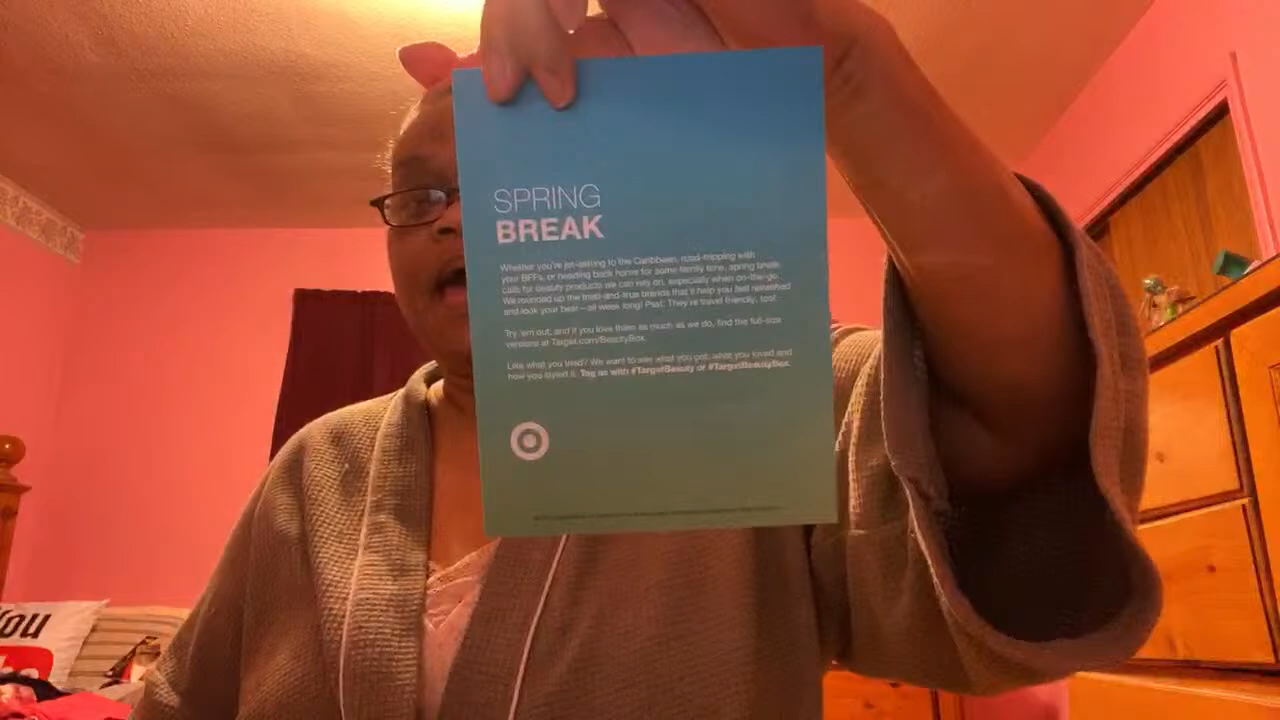 SPRING
BREAK
Whether you're jet-setting to the Caribbean, road-tripping with
your BFFs, or heading back home for some family time, spring break
calls for beauty products we can rely on, especially when on-the-go.
We rounded up the tried-and-true brands that'll help you feel refreshed
and look your best—all week long! Psst: They're travel friendly, too!
Try 'em out, and if you love them as much as we do, find the full-size
versions at Target.com/BeautyBox.
Like what you tried? We want to see what you got, what you loved and
how you styled it. Tag us with #TargetBeauty or #TargetBeautyBox.
You